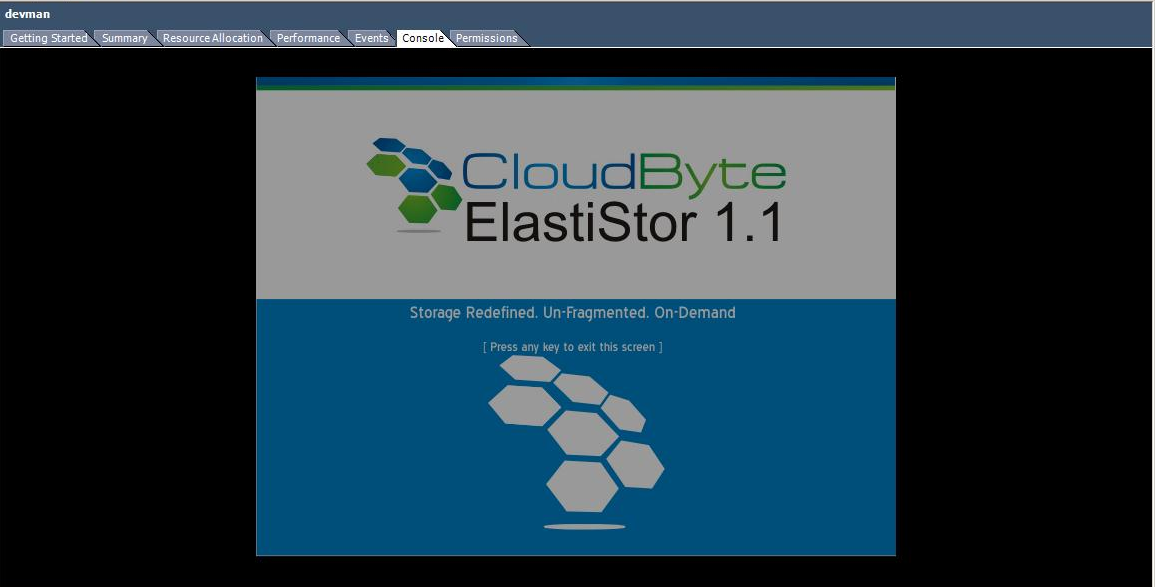 devman
Getting Started Summary Resource Allocation Performance Events Console Permissions
CloudByte
ElastiStor 1.1
Storage Redefined. Un-Fragmented. On-Demand
[ Press any key to exit this screen ]